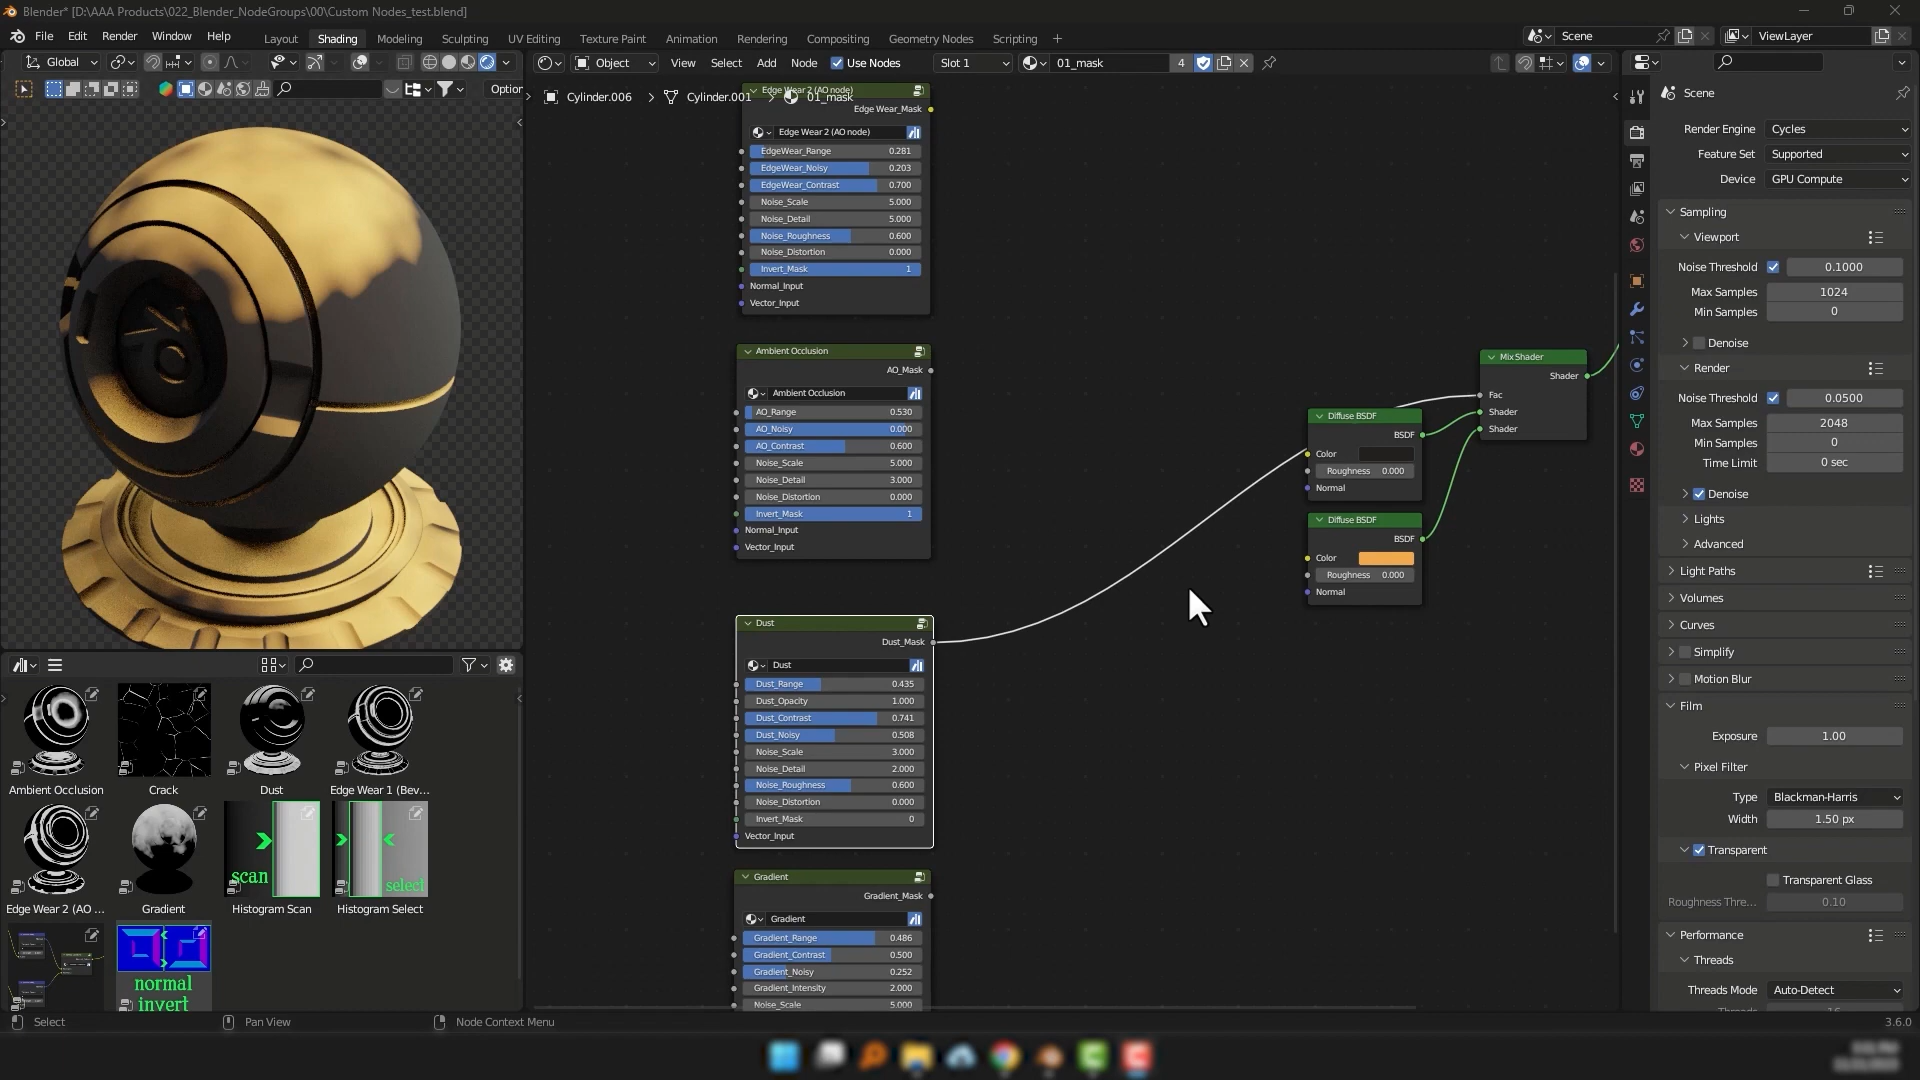 Blender* [D:\AAA Products\022_Blender_NodeGroups\00\Custom Nodes_test.blend]
File Edit Render Window Help
Layout Shading Modeling Sculpting UV Editing Texture Paint Animation Rendering Compositing Geometry Nodes Scripting +
Scene
ViewLayer
Global
Object View Select Add Node Use Nodes Slot 1 01_mask 4
Option
Cylinder.006 > Cylinder.001 > 01_mask
Edge Wear 2 (AO node)
Edge Wear_Mask
Edge Wear 2 (AO node)
EdgeWear_Range 0.281
EdgeWear_Noisy 0.203
EdgeWear_Contrast 0.700
Noise_Scale 5.000
Noise_Detail 5.000
Noise_Roughness 0.600
Noise_Distortion 0.000
Invert_Mask 1
Normal_Input
Vector_Input
Ambient Occlusion
AO_Mask
Ambient Occlusion
AO_Range 0.530
AO_Noisy 0.000
AO_Contrast 0.600
Noise_Scale 5.000
Noise_Detail 3.000
Noise_Distortion 0.000
Invert_Mask 1
Normal_Input
Vector_Input
Dust
Dust_Mask
Dust
Dust_Range 0.435
Dust_Opacity 1.000
Dust_Contrast 0.741
Dust_Noisy 0.508
Noise_Scale 3.000
Noise_Detail 2.000
Noise_Roughness 0.600
Noise_Distortion 0.000
Invert_Mask 0
Vector_Input
Gradient
Gradient_Mask
Gradient
Gradient_Range 0.486
Gradient_Contrast 0.500
Gradient_Noisy 0.252
Gradient_Intensity 2.000
Noise_Scale 5.000
Diffuse BSDF
BSDF
Color
Roughness 0.000
Normal
Diffuse BSDF
BSDF
Color
Roughness 0.000
Normal
Mix Shader
Shader
Fac
Shader
Shader
Scene
Render Engine Cycles
Feature Set Supported
Device GPU Compute
Sampling
Viewport
Noise Threshold 0.1000
Max Samples 1024
Min Samples 0
Denoise
Render
Noise Threshold 0.0500
Max Samples 2048
Min Samples 0
Time Limit 0 sec
Denoise
Lights
Advanced
Light Paths
Volumes
Curves
Simplify
Motion Blur
Film
Exposure 1.00
Pixel Filter
Type Blackman-Harris
Width 1.50 px
Transparent
Transparent Glass
Roughness Thre... 0.10
Performance
Threads
Threads Mode Auto-Detect
Ambient Occlusion Crack Dust Edge Wear 1 (Bev...
scan select
Edge Wear 2 (AO ... Gradient Histogram Scan Histogram Select
normal
invert
Select Pan View Node Context Menu
3.6.0